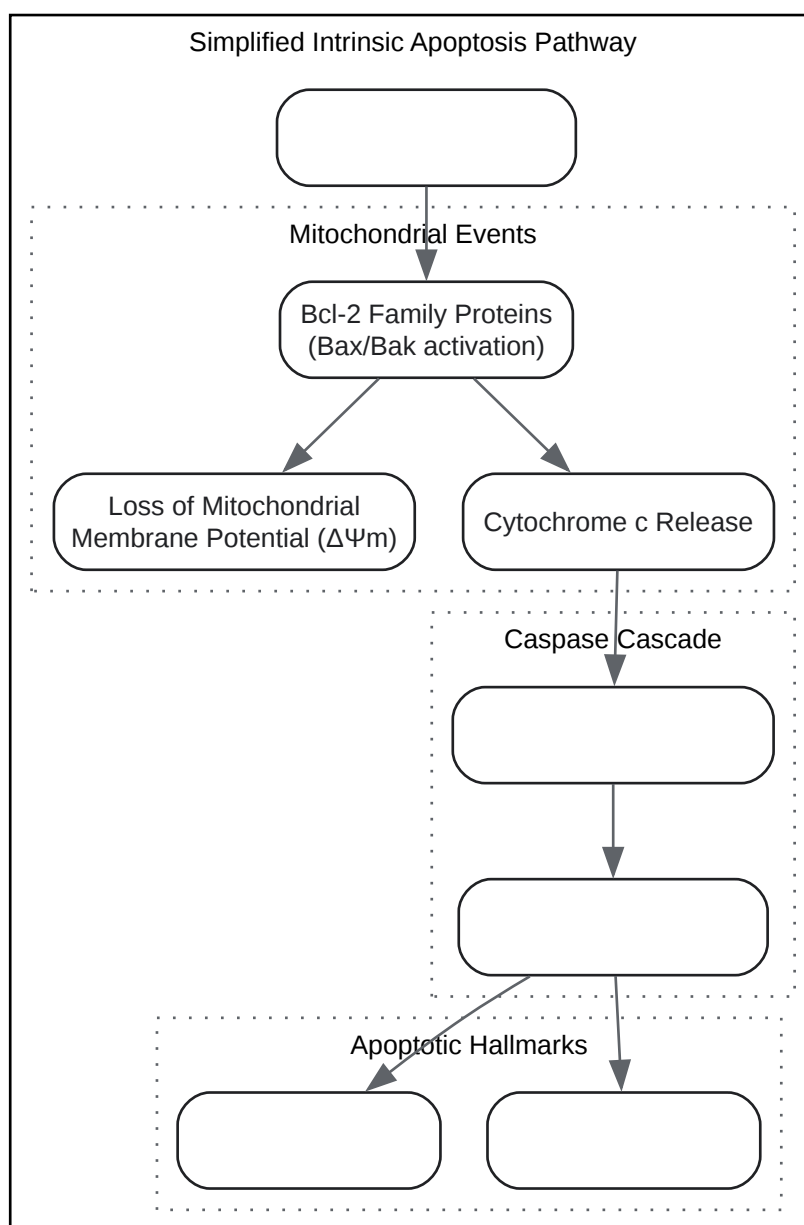 Simplified Intrinsic Apoptosis Pathway
Mitochondrial Events
Bcl-2 Family Proteins
(Bax/Bak activation)
Loss of Mitochondrial
Membrane Potential (ΔΨm)
Cytochrome c Release
Caspase Cascade
Apoptotic Hallmarks